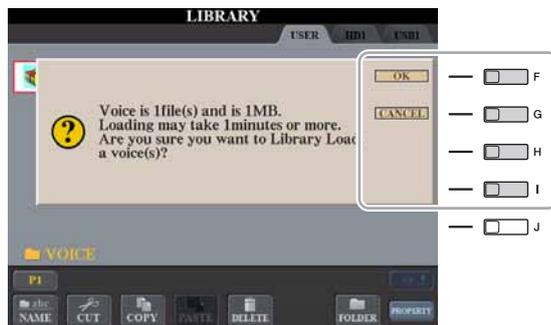 LIBRARY
USER HD1 USB1
OK F
Voice is 1file(s) and is 1MB. CANCEL G
Loading may take 1minutes or more.
Are you sure you want to Library Load H
a voice(s)?
I
J
VOICE
P1
abc
NAME CUT COPY PASTE DELETE FOLDER PROPERTY